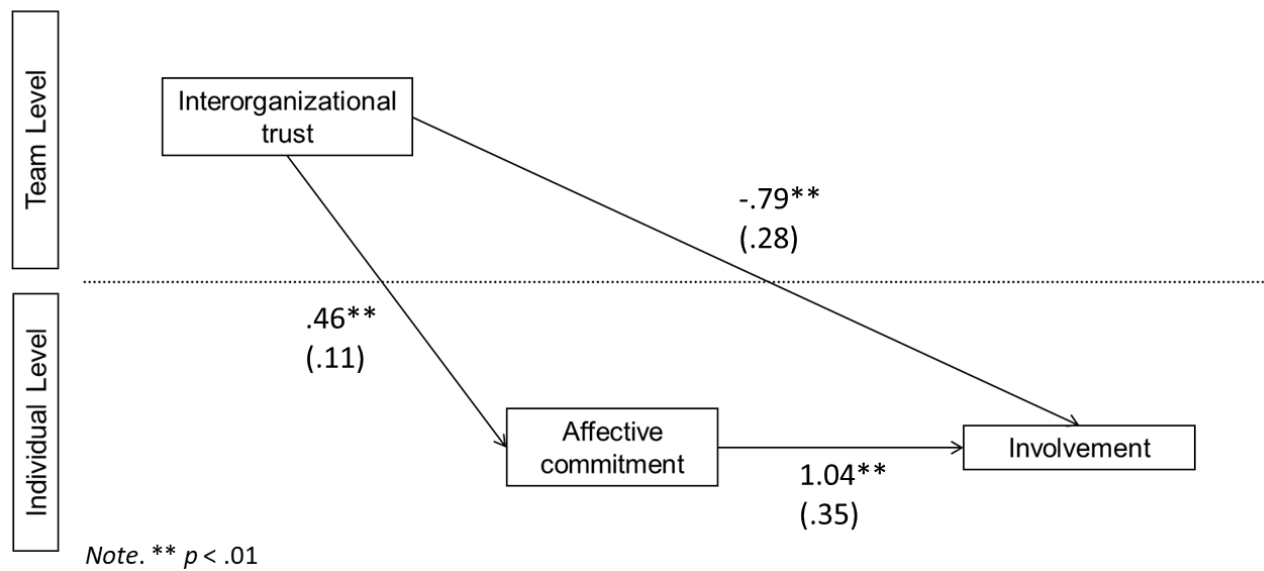 Team Level
Interorganizational
trust
-.79**
(.28)
.46**
(.11)
Individual Level
Affective
commitment
Involvement
1.04**
(.35)
Note. ** p < .01